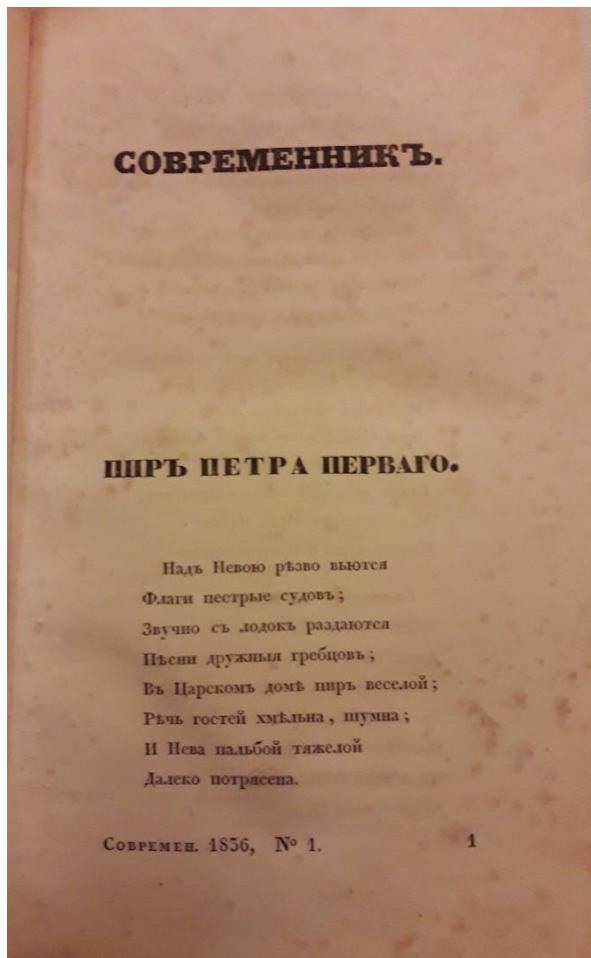 СОВРЕМЕННИКЪ.
ПИРЪ ПЕТРА ПЕРВАГО.
Надъ Невою рѣзво вьются
Флаги пестрые судовъ;
Звучно съ лодокъ раздаются
Пѣсни дружныя гребцовъ;
Въ Царскомъ домѣ пиръ веселой;
Рѣчь гостей хмѣльна, шумна;
И Нева пальбой тяжелой
Далеко потрясена.
Современ. 1836, № 1. 1